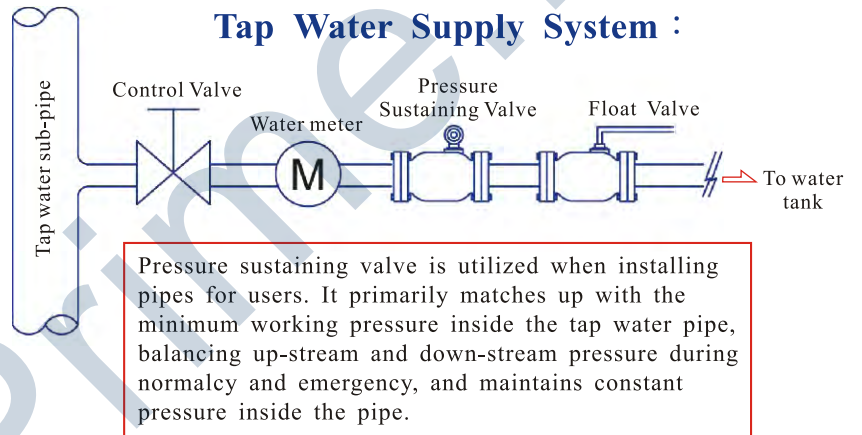 Tap Water Supply System：
Control Valve
Pressure
Sustaining Valve
Float Valve
Water meter
M
Tap water sub-pipe
To water
tank
Pressure sustaining valve is utilized when installing
pipes for users. It primarily matches up with the
minimum working pressure inside the tap water pipe,
balancing up-stream and down-stream pressure during
normalcy and emergency, and maintains constant
pressure inside the pipe.
Prime